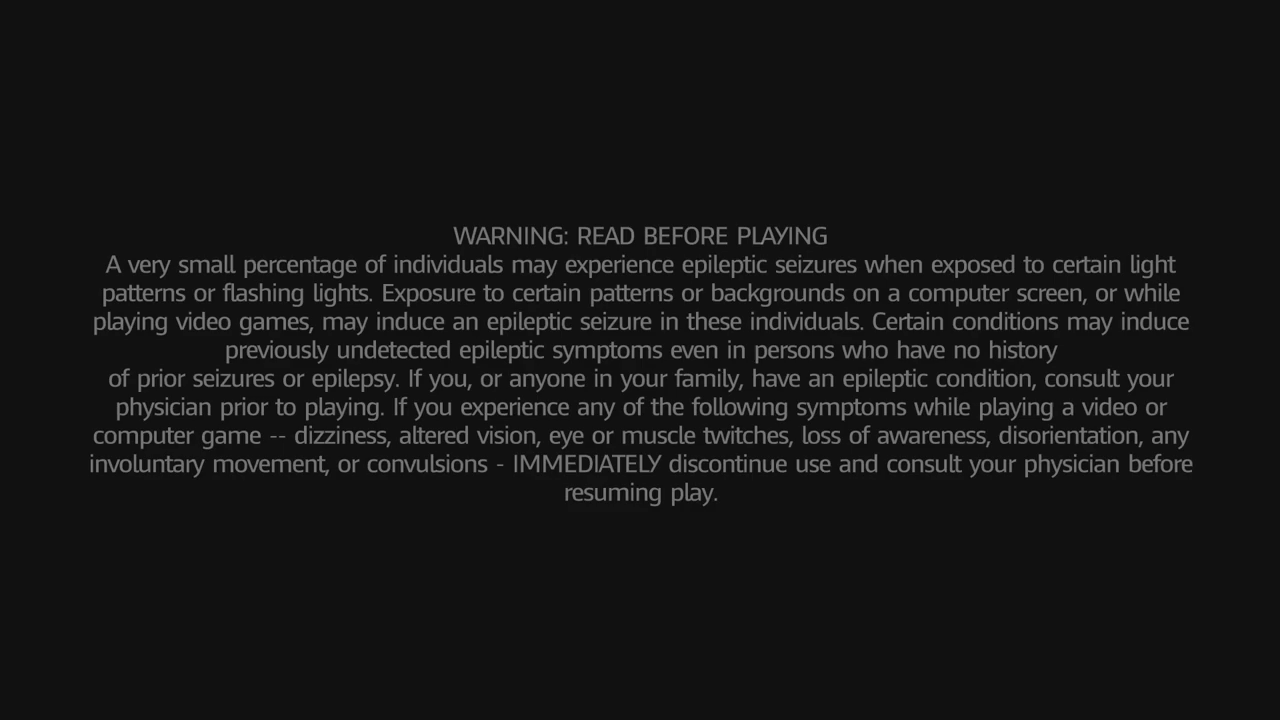 WARNING: READ BEFORE PLAYING
A very small percentage of individuals may experience epileptic seizures when exposed to certain light
patterns or flashing lights. Exposure to certain patterns or backgrounds on a computer screen, or while
playing video games, may induce an epileptic seizure in these individuals. Certain conditions may induce
previously undetected epileptic symptoms even in persons who have no history
of prior seizures or epilepsy. If you, or anyone in your family, have an epileptic condition, consult your
physician prior to playing. If you experience any of the following symptoms while playing a video or
computer game -- dizziness, altered vision, eye or muscle twitches, loss of awareness, disorientation, any
involuntary movement, or convulsions - IMMEDIATELY discontinue use and consult your physician before
resuming play.